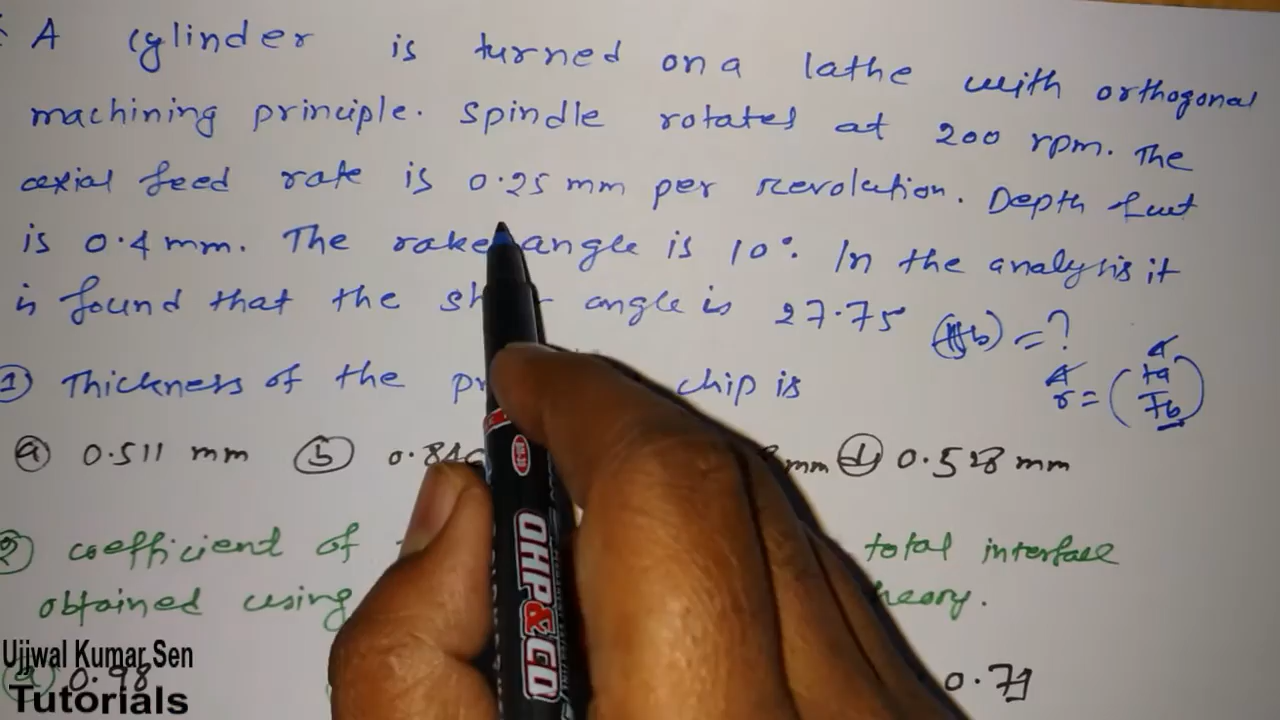 A cylinder is turned on a lathe with orthogonal
machining principle. Spindle rotates at 200 rpm. The
axial feed rate is 0.25 mm per revolution. Depth of cut
is 0.4 mm. The rake angle is 10°. In the analysis it
is found that the angle is 27.75 = ?
r = (ta/tb)
① Thickness of the chip is
ⓐ 0.511 mm ⓑ mm ⓓ 0.528 mm
② coefficient of total interface
obtained using theory.
ⓐ 0.98
Ujjwal Kumar Sen
Tutorials
OHP&CD